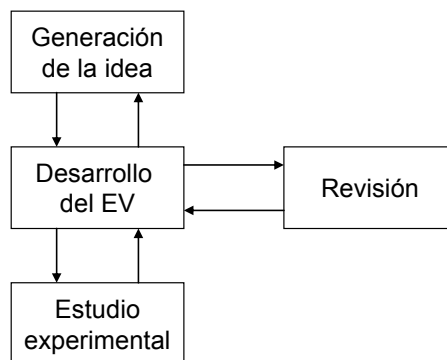 Generación
de la idea
Desarrollo
del EV
Revisión
Estudio
experimental